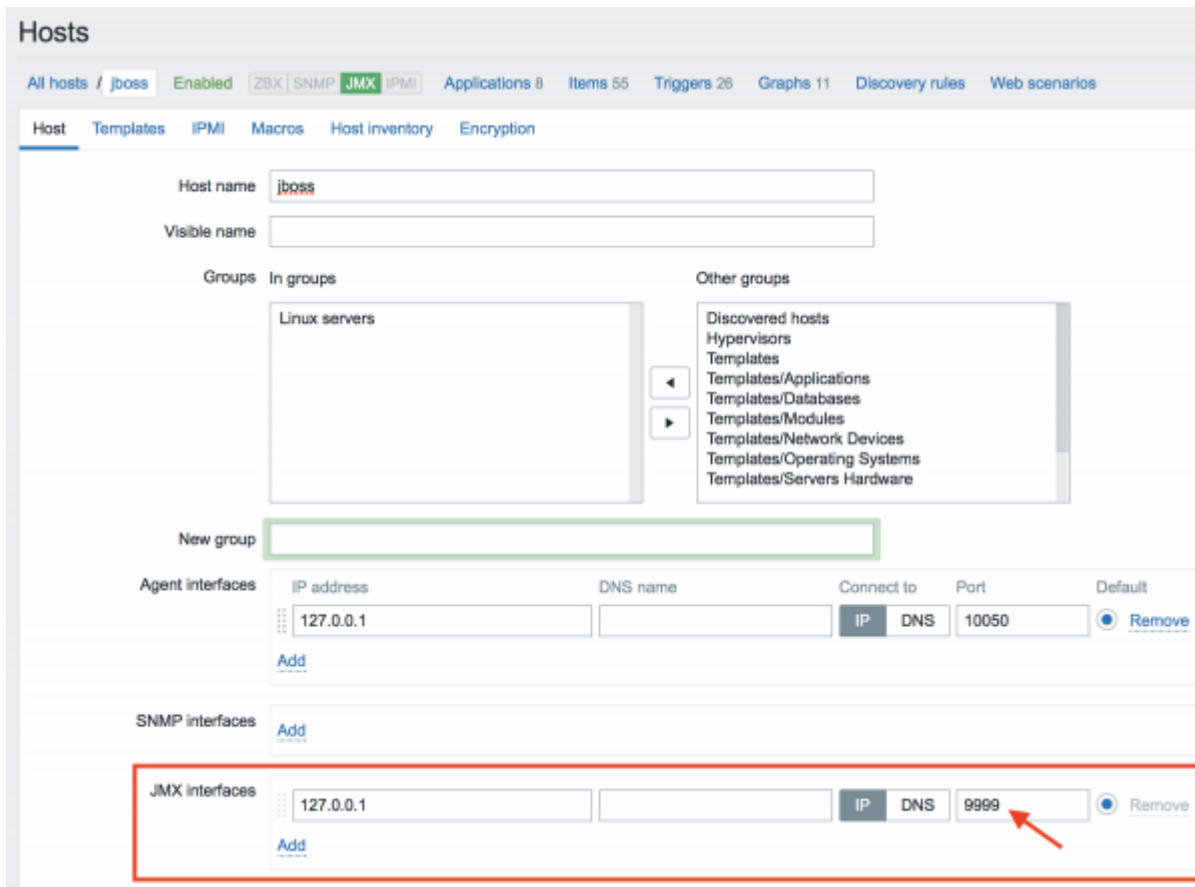 Hosts
All hosts / jboss Enabled ZBX SNMP JMX IPMI Applications 8 Items 55 Triggers 26 Graphs 11 Discovery rules Web scenarios
Host Templates IPMI Macros Host inventory Encryption
Host name jboss
Visible name
Groups In groups Other groups
Linux servers
Discovered hosts
Hypervisors
Templates
Templates/Applications
Templates/Databases
Templates/Modules
Templates/Network Devices
Templates/Operating Systems
Templates/Servers Hardware
New group
Agent interfaces IP address DNS name Connect to Port Default
127.0.0.1 IP DNS 10050 Remove
Add
SNMP interfaces Add
JMX interfaces 127.0.0.1 IP DNS 9999 Remove
Add